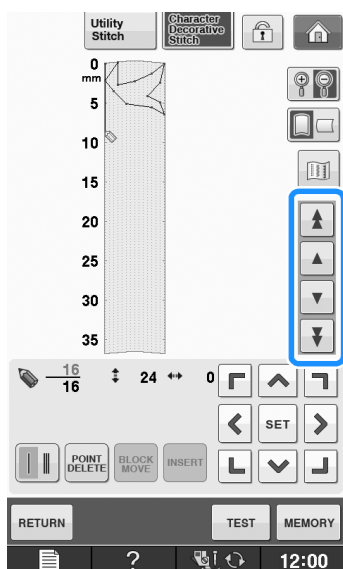 Utility
Stitch
Character
Decorative
Stitch
0
mm
5
10
15
20
25
30
35
16
16
24
0
SET
POINT
DELETE
BLOCK
MOVE
INSERT
RETURN
TEST
MEMORY
?
12:00